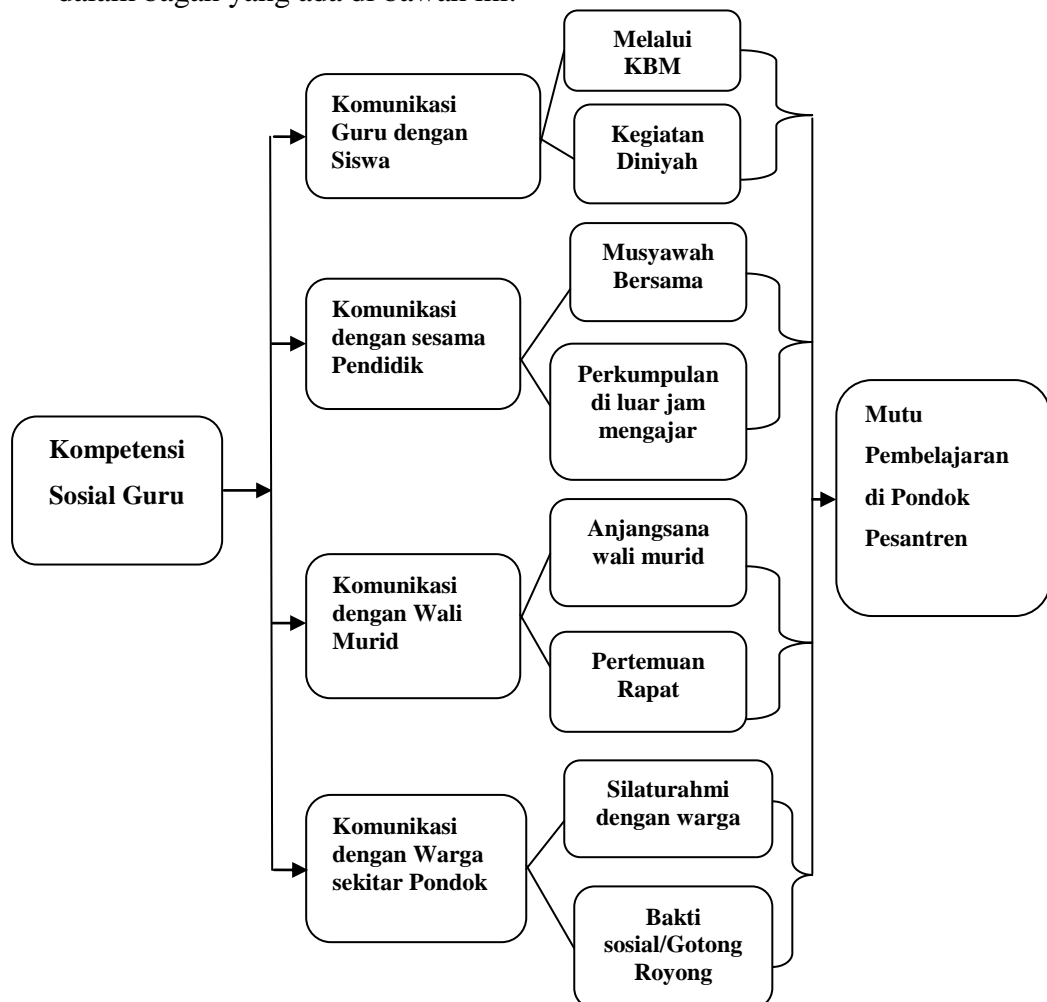 dalam bagan yang ada di bawah ini:
Melalui
KBM
Komunikasi
Guru dengan
Siswa
Kegiatan
Diniyah
Musyawah
Bersama
Komunikasi
dengan sesama
Pendidik
Perkumpulan
di luar jam
mengajar
Kompetensi
Sosial Guru
Mutu
Pembelajaran
di Pondok
Pesantren
Anjangsana
wali murid
Komunikasi
dengan Wali
Murid
Pertemuan
Rapat
Silaturahmi
dengan warga
Komunikasi
dengan Warga
sekitar Pondok
Bakti
sosial/Gotong
Royong